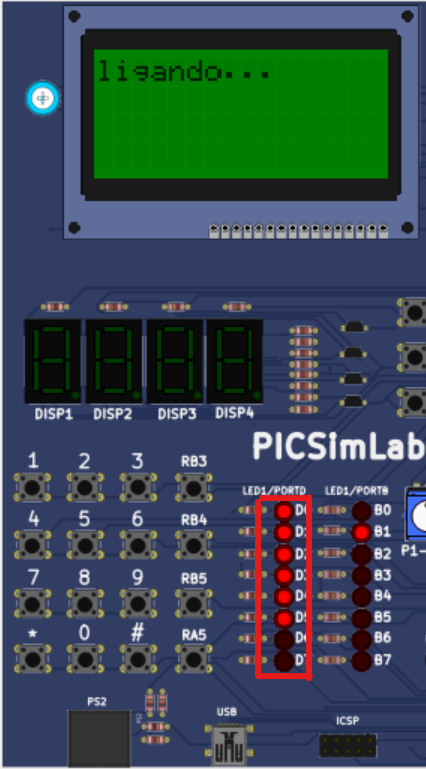 ligando...
DISP1 DISP2 DISP3 DISP4
PICSimLab
1 2 3 RB3
LED1/PORTD LED1/PORTB
D0 B0
D1 B1
4 5 6 RB4
D2 B2
D3 B3
7 8 9 RB5
D4 B4
D5 B5
* 0 # RA5
D6 B6
D7 B7
P1-
PS2
USB
ICSP